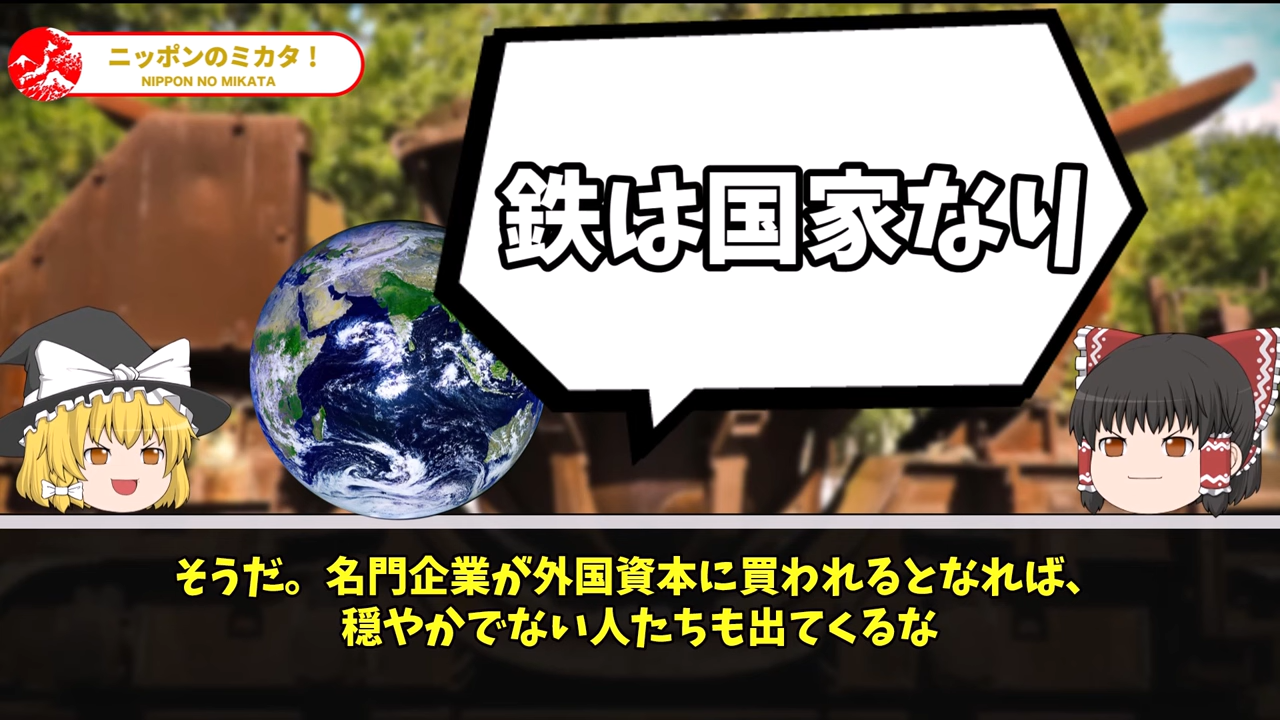 ニッポンのミカタ！
NIPPON NO MIKATA
鉄は国家なり
そうだ。名門企業が外国資本に買われるとなれば、
穏やかでない人たちも出てくるな